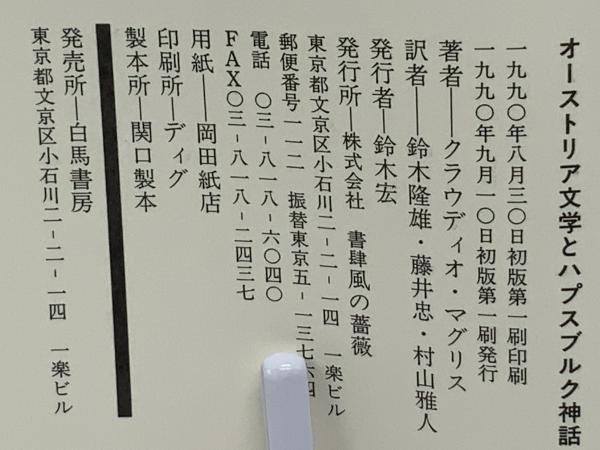 オーストリア文学とハプスブルク神話
一九九〇年八月三〇日初版第一刷印刷
一九九〇年九月一〇日初版第一刷発行
著者──クラウディオ・マグリス
訳者──鈴木隆雄・藤井忠・村山雅人
発行者──鈴木宏
発行所──株式会社 書肆風の薔薇
東京都文京区小石川二-二-一四 一楽ビル
郵便番号一一二 振替東京五-一三七六四
電話 〇三-八一八-六〇四〇
FAX〇三-八一八-二四三七
用紙──岡田紙店
印刷所──ディグ
製本所──関口製本
発売所──白馬書房
東京都文京区小石川二-二-一四 一楽ビル